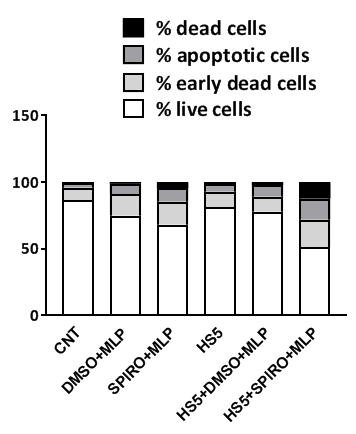 % dead cells
% apoptotic cells
% early dead cells
% live cells
150
100
50
0
CNT
DMSO+MLP
SPIRO+MLP
HS5
HS5+DMSO+MLP
HS5+SPIRO+MLP